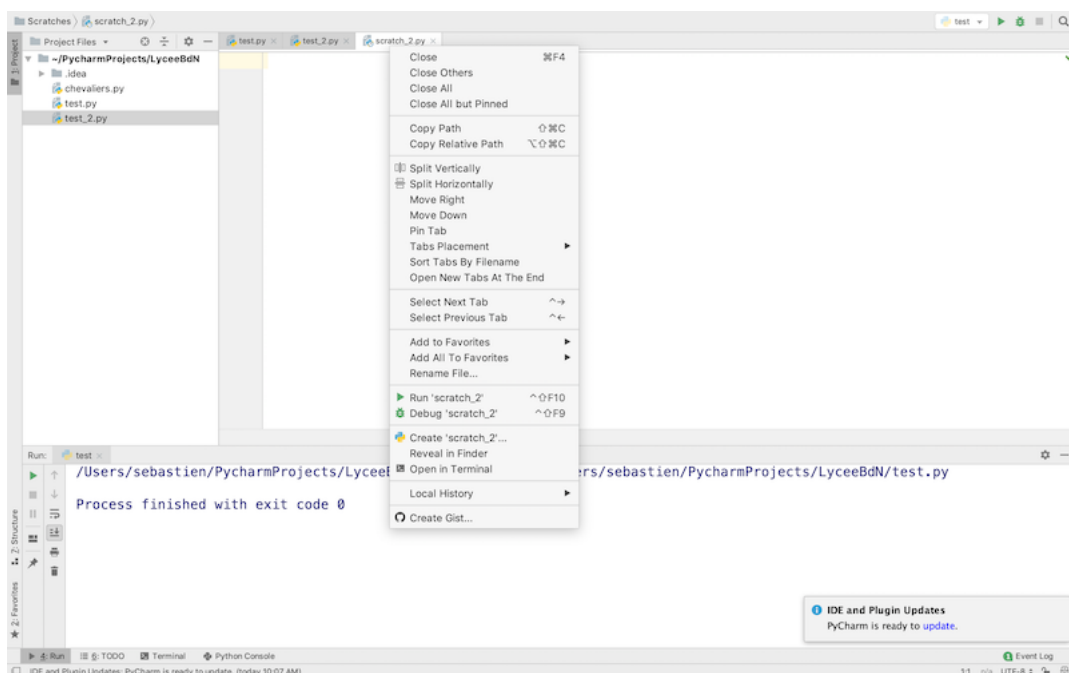 Scratches scratch_2.py test
Project Files test.py test_2.py scratch_2.py
1: Project
~/PycharmProjects/LyceeBdN
.idea
chevaliers.py
test.py
test_2.py
Close ⌘F4
Close Others
Close All
Close All but Pinned
Copy Path ⇧⌘C
Copy Relative Path ⌥⇧⌘C
Split Vertically
Split Horizontally
Move Right
Move Down
Pin Tab
Tabs Placement
Sort Tabs By Filename
Open New Tabs At The End
Select Next Tab ^→
Select Previous Tab ^←
Add to Favorites
Add All To Favorites
Rename File...
Run 'scratch_2' ^⇧F10
Debug 'scratch_2' ^⇧F9
Create 'scratch_2'...
Reveal in Finder
Open in Terminal
Local History
Create Gist...
Run: test
/Users/sebastien/PycharmProjects/Lycee rs/sebastien/PycharmProjects/LyceeBdN/test.py
Process finished with exit code 0
Z: Structure
2: Favorites
IDE and Plugin Updates
PyCharm is ready to update.
4: Run 6: TODO Terminal Python Console Event Log
IDE and Plugin Updates: PyCharm is ready to update. (today 10:07 AM) 1:1 n/a UTF-8